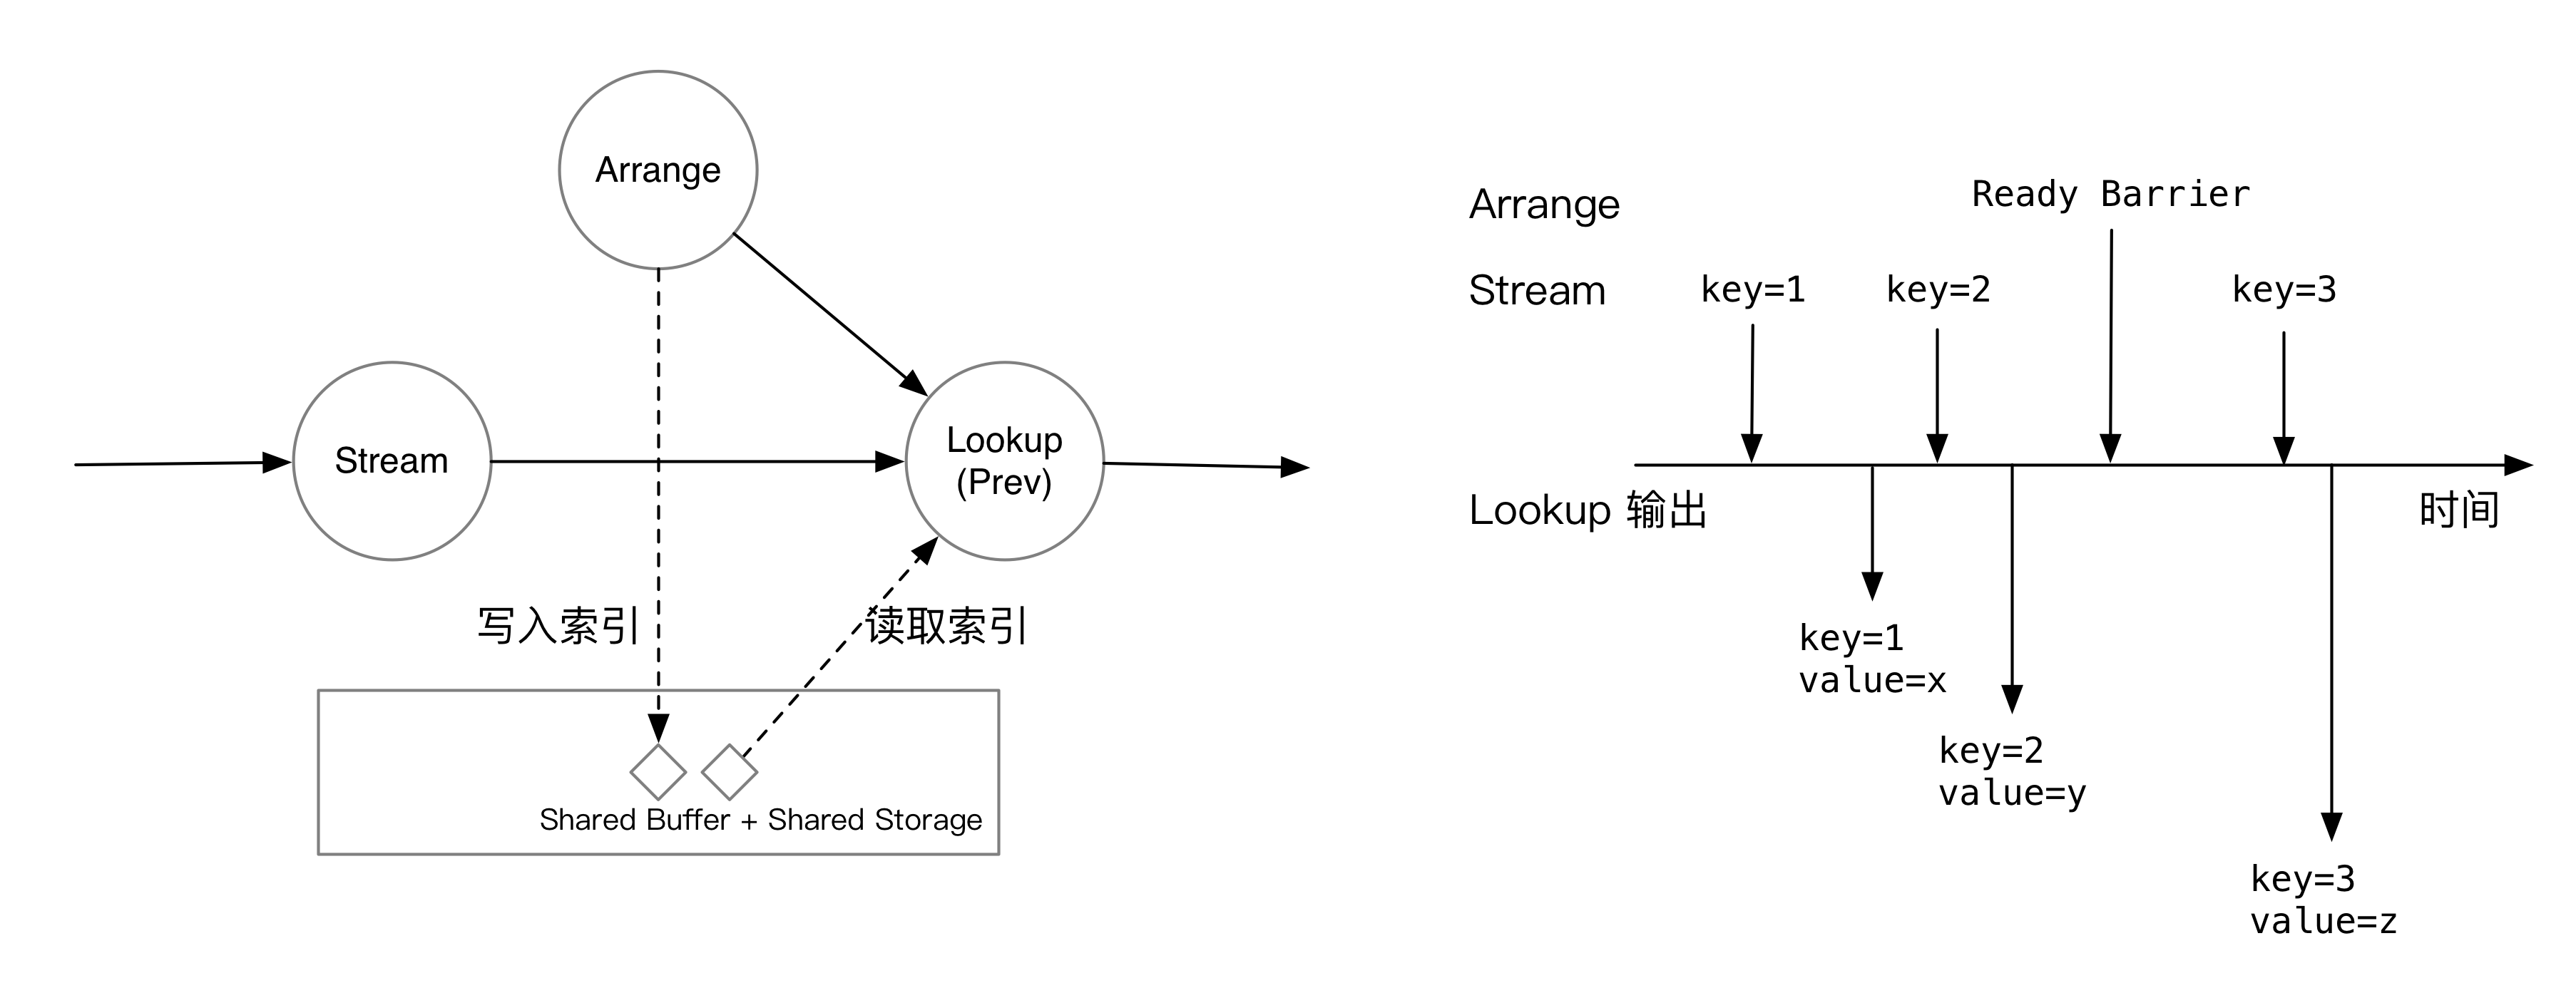 Arrange
Stream
Lookup
(Prev)
写入索引
读取索引
Shared Buffer + Shared Storage
Arrange
Ready Barrier
Stream
key=1
key=2
key=3
Lookup 输出
时间
key=1
value=x
key=2
value=y
key=3
value=z